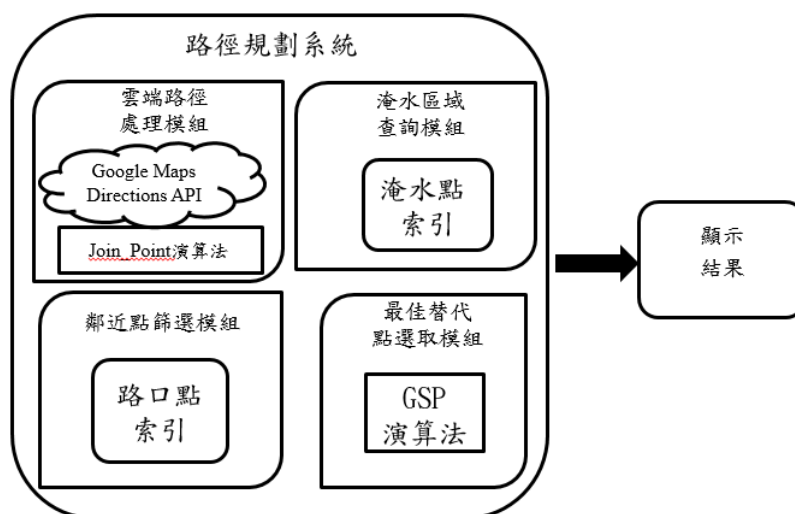 路徑規劃系統
雲端路徑
處理模組
Google Maps
Directions API
Join_Point演算法
淹水區域
查詢模組
淹水點
索引
鄰近點篩選模組
路口點
索引
最佳替代
點選取模組
GSP
演算法
顯示
結果